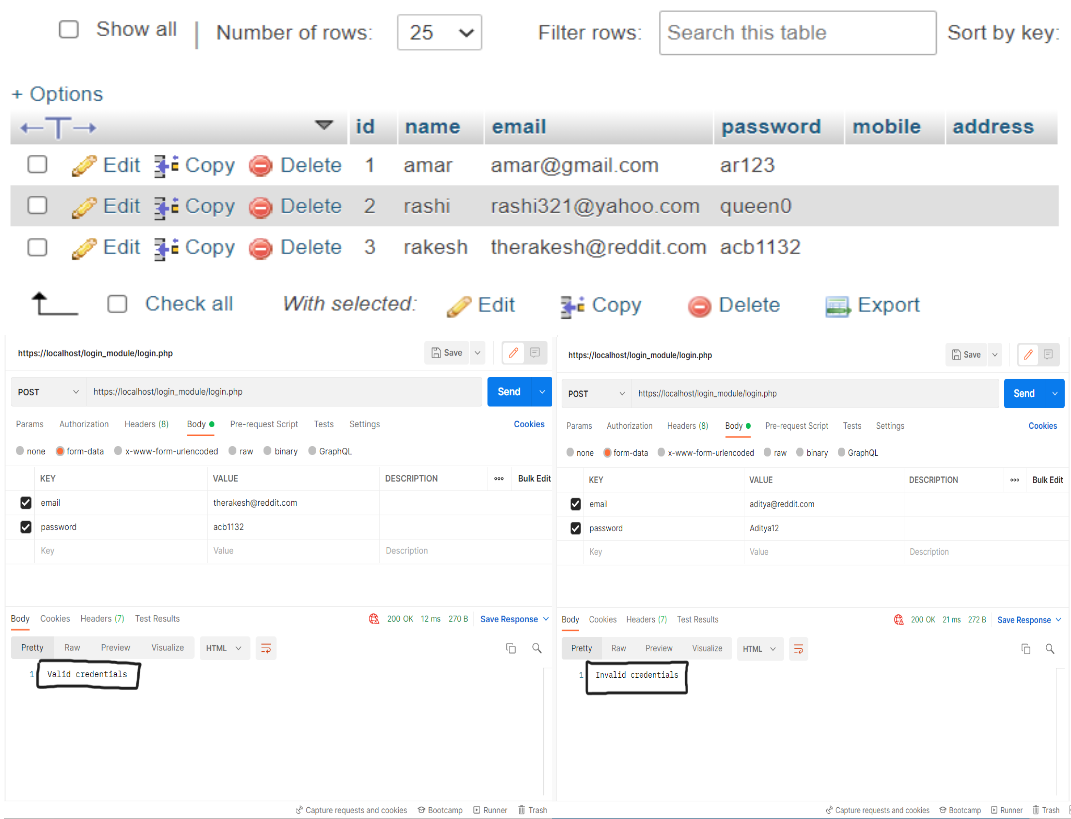 Show all | Number of rows: 25 Filter rows: Search this table Sort by key:
+ Options
←T→ id name email password mobile address
Edit Copy Delete 1 amar amar@gmail.com ar123
Edit Copy Delete 2 rashi rashi321@yahoo.com queen0
Edit Copy Delete 3 rakesh therakesh@reddit.com acb1132
Check all With selected: Edit Copy Delete Export
https://localhost/login_module/login.php Save
POST https://localhost/login_module/login.php Send
Params Authorization Headers (8) Body Pre-request Script Tests Settings Cookies
none form-data x-www-form-urlencoded raw binary GraphQL
KEY VALUE DESCRIPTION ooo Bulk Edit
email therakesh@reddit.com
password acb1132
Key Value Description
Body Cookies Headers (7) Test Results 200 OK 12 ms 270 B Save Response
Pretty Raw Preview Visualize HTML
1 Valid credentials
Capture requests and cookies Bootcamp Runner Trash
https://localhost/login_module/login.php Save
POST https://localhost/login_module/login.php Send
Params Authorization Headers (8) Body Pre-request Script Tests Settings Cookies
none form-data x-www-form-urlencoded raw binary GraphQL
KEY VALUE DESCRIPTION ooo Bulk Edit
email aditya@reddit.com
password Aditya12
Key Value Description
Body Cookies Headers (7) Test Results 200 OK 21 ms 272 B Save Response
Pretty Raw Preview Visualize HTML
1 Invalid credentials
Capture requests and cookies Bootcamp Runner Trash